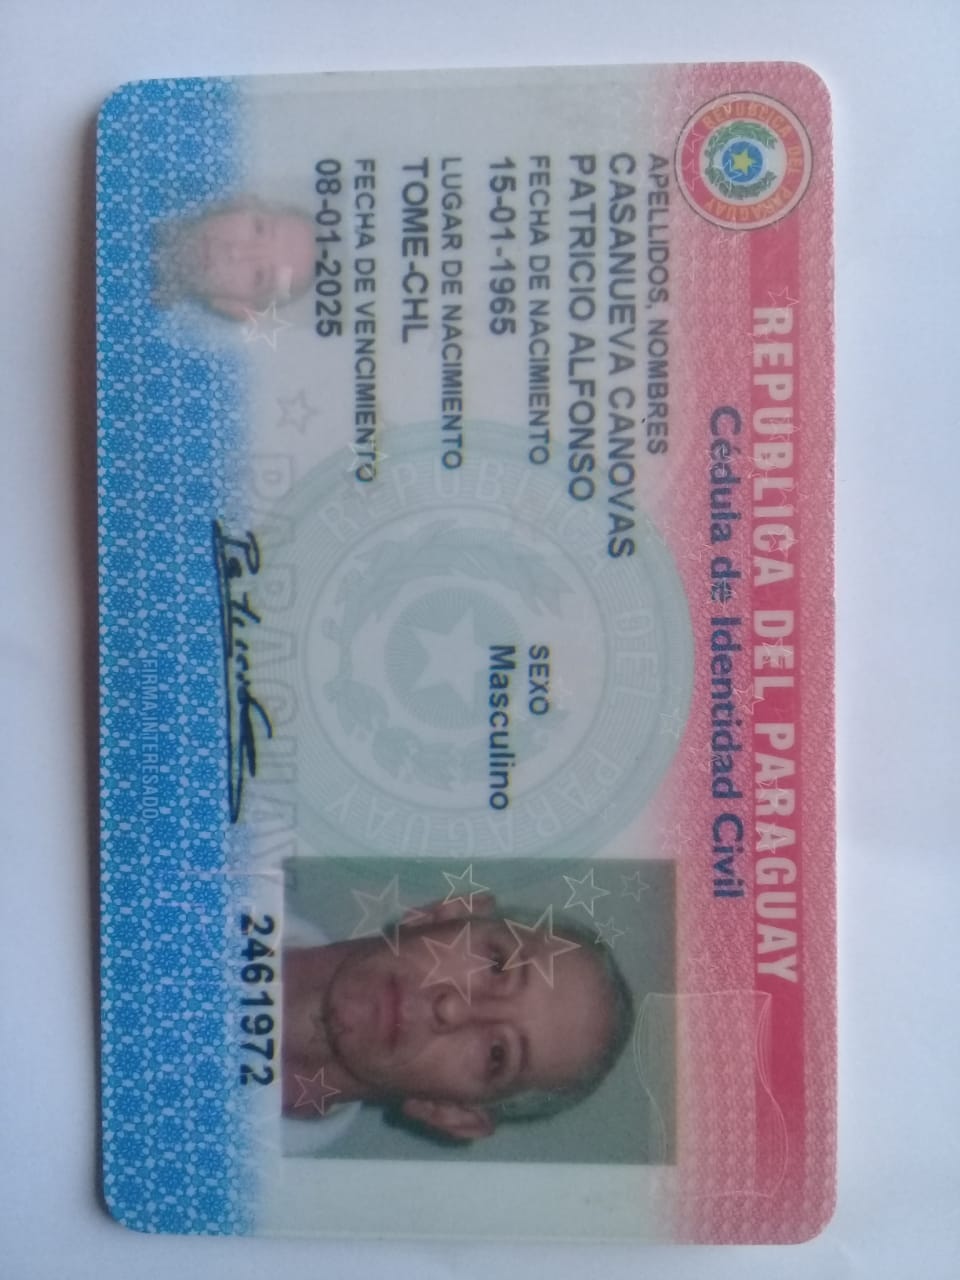 REPUBLICA DEL PARAGUAY
Cédula de Identidad Civil
REPUBLICA DEL PARAGUAY
APELLIDOS, NOMBRES
CASANUEVA CANOVAS
PATRICIO ALFONSO
FECHA DE NACIMIENTO
15-01-1965
SEXO
Masculino
LUGAR DE NACIMIENTO
TOME-CHL
FECHA DE VENCIMIENTO
08-01-2025
REPUBLICA DEL PARAGUAY
PARAGUAY
2461972
FIRMA INTERESADO